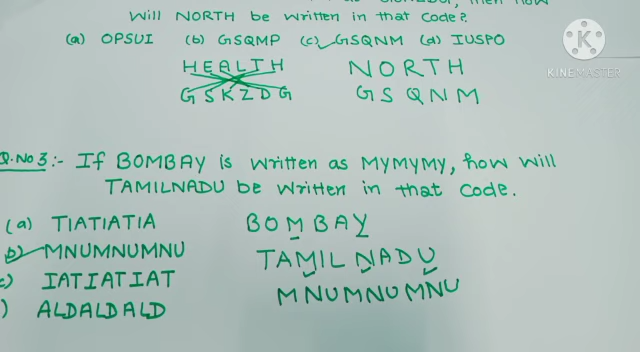 will NORTH be written in that code?
(a) OPSUI (b) GSQMP (c) GSQNM (d) IUSPO
HEALTH NORTH
GSKZDG GSQNM
K
KINEMASTER
Q.No 3:- If BOMBAY is written as MYMYMY, how will
TAMILNADU be written in that code.
(a) TIATIATIA BOMBAY
b) MNUMNUMNU TAMILNADU
c) IATIATIAT MNUMNUMNU
) ALDALDALD